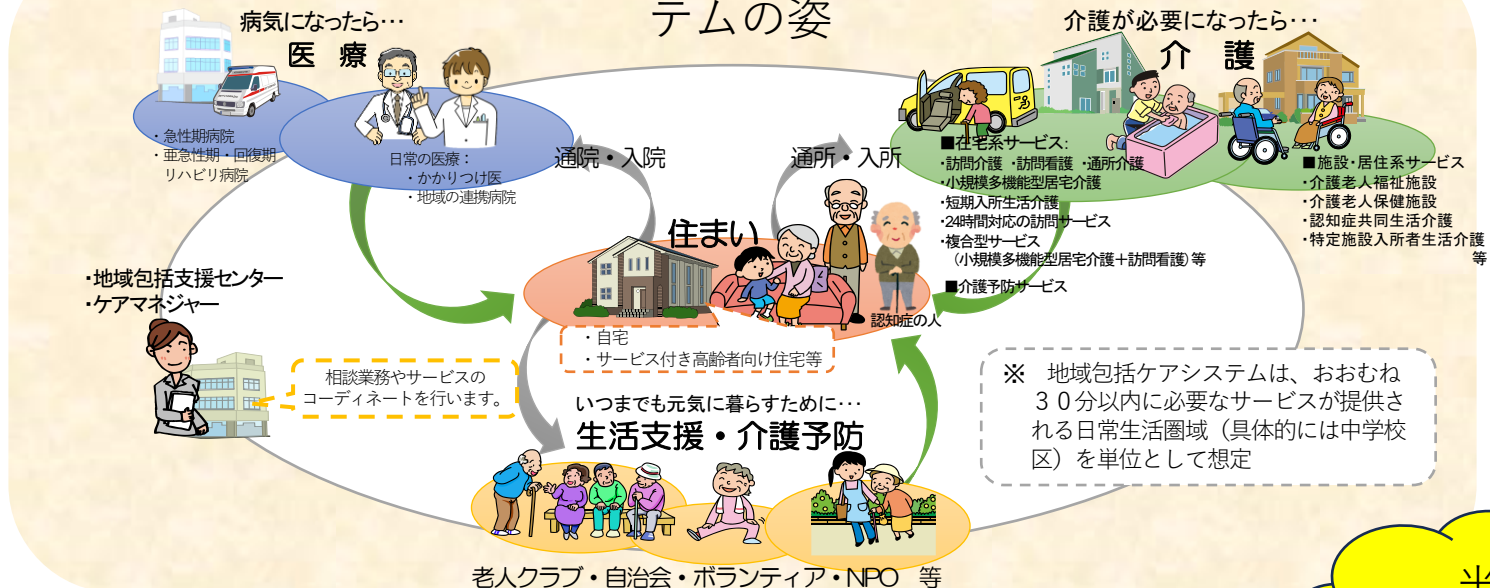 テムの姿
病気になったら･･･
医 療
・急性期病院
・亜急性期・回復期
リハビリ病院
日常の医療：
・かかりつけ医
・地域の連携病院
通院・入院
通所・入所
介護が必要になったら･･･
介 護
■在宅系サービス:
・訪問介護 ・訪問看護 ・通所介護
・小規模多機能型居宅介護
・短期入所生活介護
・24時間対応の訪問サービス
・複合型サービス
（小規模多機能型居宅介護＋訪問看護）等
■介護予防サービス
■施設・居住系サービス
・介護老人福祉施設
・介護老人保健施設
・認知症共同生活介護
・特定施設入所者生活介護
等
住まい
認知症の人
・自宅
・サービス付き高齢者向け住宅等
・地域包括支援センター
・ケアマネジャー
相談業務やサービスの
コーディネートを行います。
いつまでも元気に暮らすために･･･
生活支援・介護予防
老人クラブ・自治会・ボランティア・NPO 等
※ 地域包括ケアシステムは、おおむね
３０分以内に必要なサービスが提供さ
れる日常生活圏域（具体的には中学校
区）を単位として想定